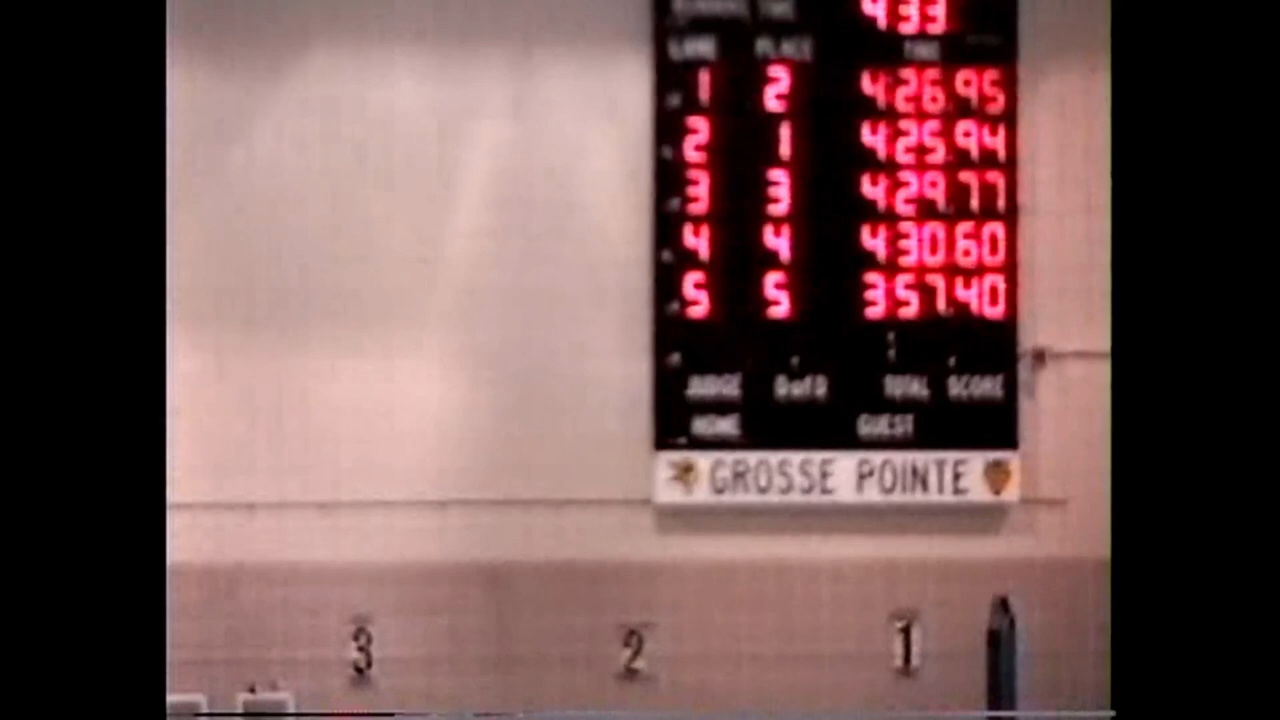 4:33
LANE PLACE TIME
1 2 4:26.95
2 1 4:25.94
3 3 4:29.77
4 4 4:30.60
5 5 3:57.40
JUDGE TOTAL SCORE
HOME GUEST
GROSSE POINTE
3 2 1